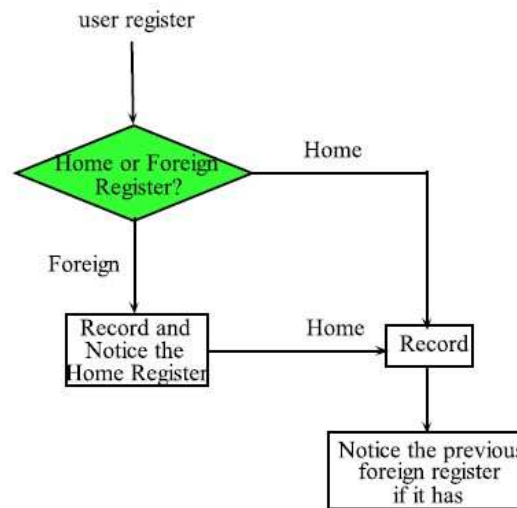 user register
Home or Foreign
Register?
Home
Foreign
Record and
Notice the
Home Register
Home
Record
Notice the previous
foreign register
if it has